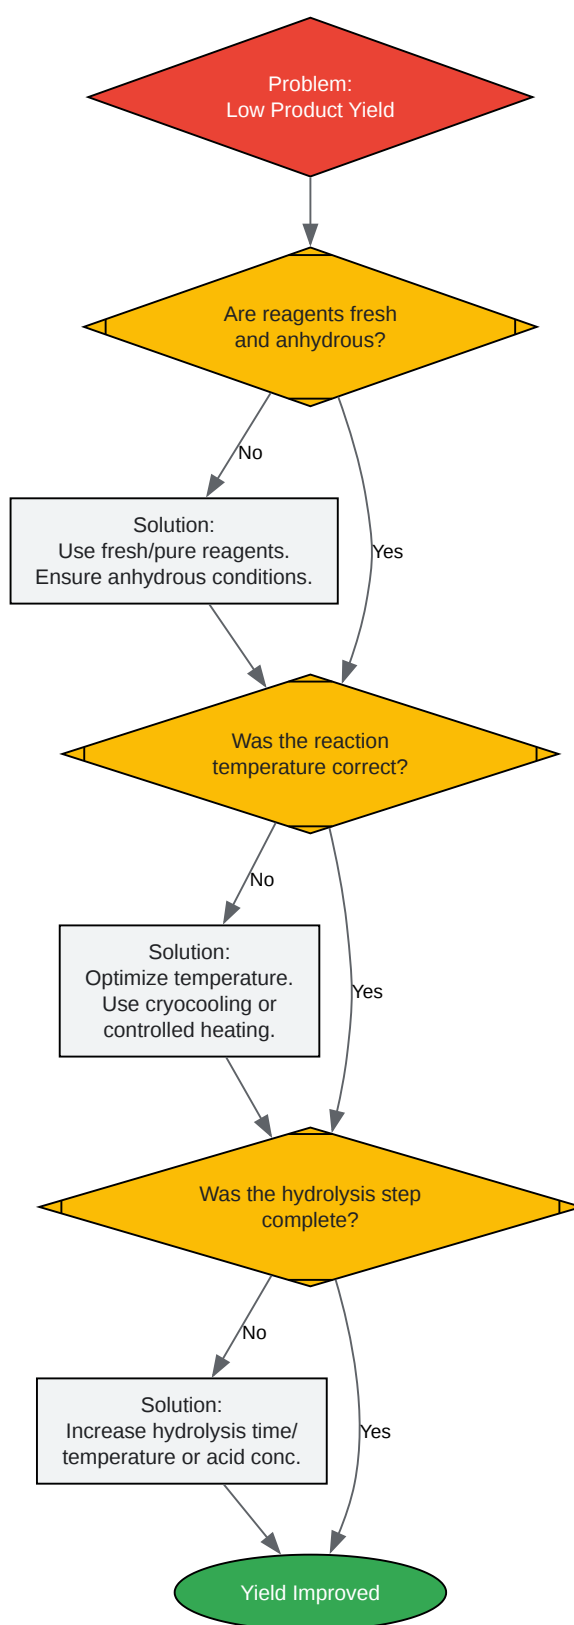 Problem:
Low Product Yield
Are reagents fresh
and anhydrous?
No
Solution:
Use fresh/pure reagents.
Ensure anhydrous conditions.
Yes
Was the reaction
temperature correct?
No
Solution:
Optimize temperature.
Use cryocooling or
controlled heating.
Yes
Was the hydrolysis step
complete?
No
Solution:
Increase hydrolysis time/
temperature or acid conc.
Yes
Yield Improved